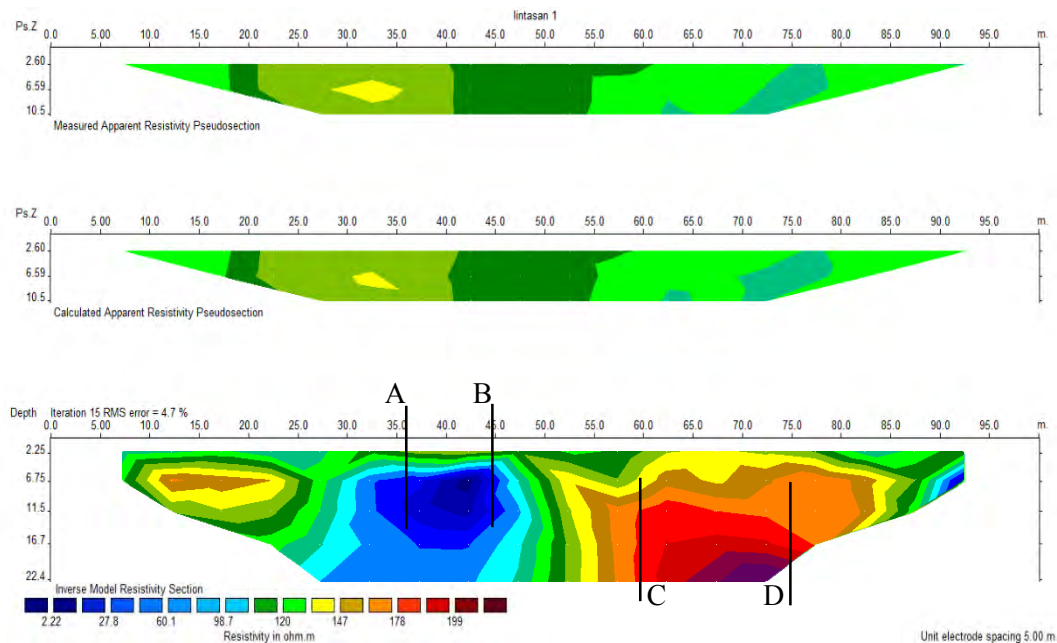 lintasan 1
Ps.Z 0.0 5.00 10.0 15.0 20.0 25.0 30.0 35.0 40.0 45.0 50.0 55.0 60.0 65.0 70.0 75.0 80.0 85.0 90.0 95.0 m.
2.60
6.59
10.5
Measured Apparent Resistivity Pseudosection
Ps.Z 0.0 5.00 10.0 15.0 20.0 25.0 30.0 35.0 40.0 45.0 50.0 55.0 60.0 65.0 70.0 75.0 80.0 85.0 90.0 95.0 m.
2.60
6.59
10.5
Calculated Apparent Resistivity Pseudosection
A B
Depth Iteration 15 RMS error = 4.7 %
0.0 5.00 10.0 15.0 20.0 25.0 30.0 35.0 40.0 45.0 50.0 55.0 60.0 65.0 70.0 75.0 80.0 85.0 90.0 95.0 m.
2.25
6.75
11.5
16.7
22.4
C D
Inverse Model Resistivity Section
2.22 27.8 60.1 98.7 120 147 178 199
Resistivity in ohm.m
Unit electrode spacing 5.00 m